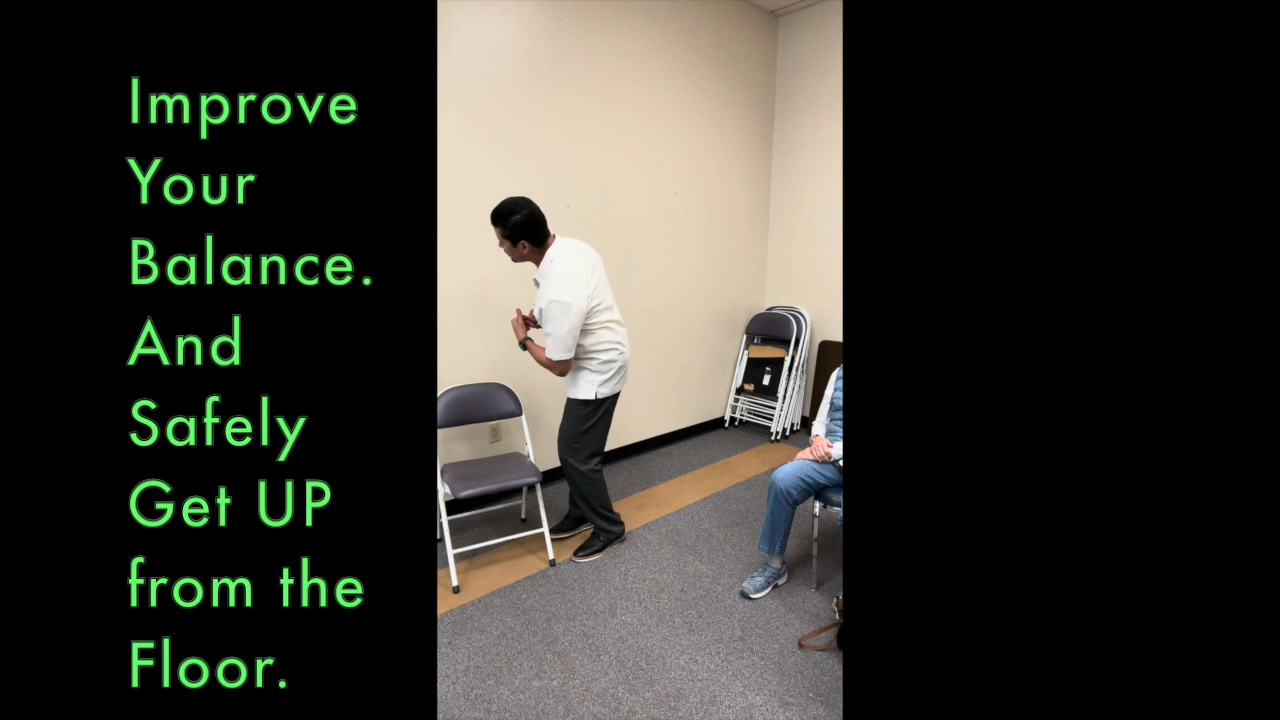 Improve
Your
Balance.
And
Safely
Get UP
from the
Floor.